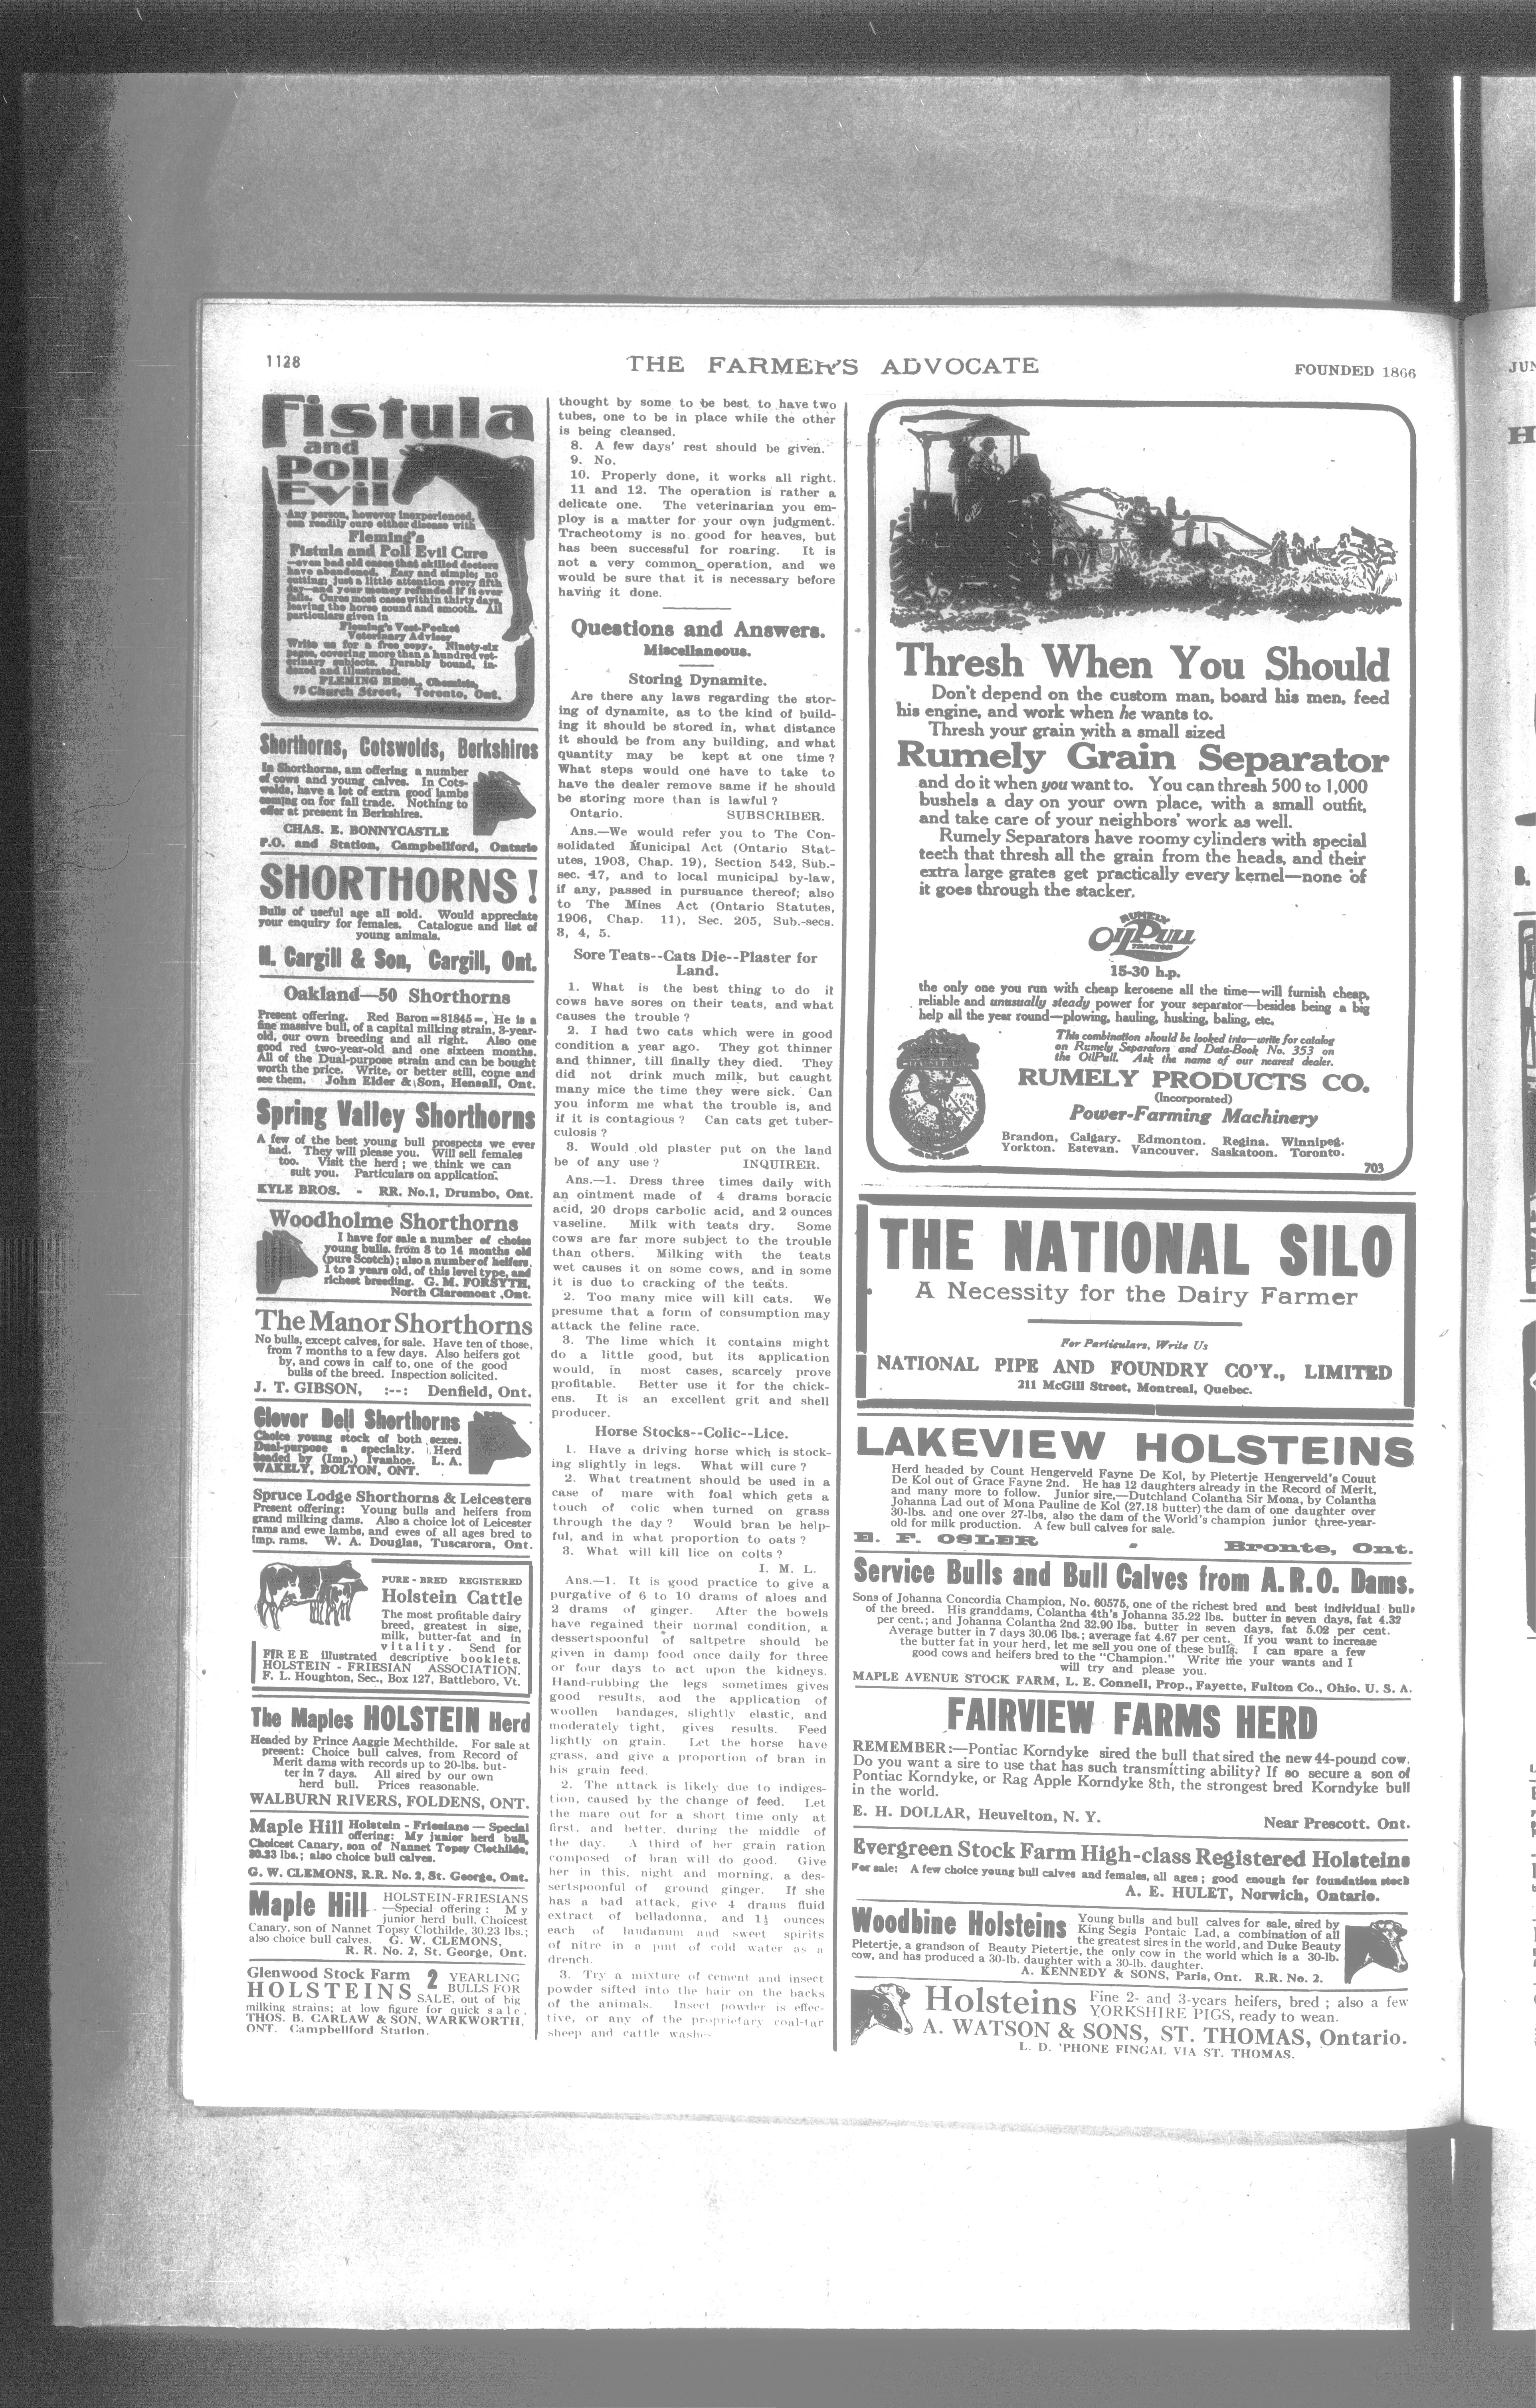 1128
THE FARMER'S ADVOCATE
FOUNDED 1866
Fistula
and
Poll
Evil
Any person, however inexperienced,
can readily cure either disease with
Fleming's
Fistula and Poll Evil Cure
—even bad old cases that skilled doctors
have abandoned. Easy and simple; no
cutting; just a little attention every fifth
day—and your money refunded if it ever
fails. Cures most cases within thirty days,
leaving the horse sound and smooth. All
particulars given in
Fleming's Vest-Pocket
Veterinary Adviser
Write us for a free copy. Ninety-six
pages, covering more than a hundred vet-
erinary subjects. Durably bound, in-
dexed and illustrated.
FLEMING BROS., Chemists,
75 Church Street, Toronto, Ont.
Shorthorns, Cotswolds, Berkshires
In Shorthorns, am offering a number
of cows and young calves. In Cots-
wolds, have a lot of extra good lambs
coming on for fall trade. Nothing to
offer at present in Berkshires.
CHAS. E. BONNYCASTLE
P.O. and Station, Campbellford, Ontario
SHORTHORNS!
Bulls of useful age all sold. Would appreciate
your enquiry for females. Catalogue and list of
young animals.
H. Cargill & Son, Cargill, Ont.
Oakland—50 Shorthorns
Present offering. Red Baron =81845=, He is a
fine massive bull, of a capital milking strain, 3-year-
old, our own breeding and all right. Also one
good red two-year-old and one sixteen months.
All of the Dual-purpose strain and can be bought
worth the price. Write, or better still, come and
see them. John Elder & Son, Hensall, Ont.
Spring Valley Shorthorns
A few of the best young bull prospects we ever
had. They will please you. Will sell females
too. Visit the herd; we think we can
suit you. Particulars on application.
KYLE BROS. - RR. No.1, Drumbo, Ont.
Woodholme Shorthorns
I have for sale a number of choice
young bulls, from 8 to 14 months old
(pure Scotch); also a number of heifers,
1 to 2 years old, of this level type, and
richest breeding. G. M. FORSYTH,
North Claremont ,Ont.
The Manor Shorthorns
No bulls, except calves, for sale. Have ten of those,
from 7 months to a few days. Also heifers got
by, and cows in calf to, one of the good
bulls of the breed. Inspection solicited.
J. T. GIBSON, :--: Denfield, Ont.
Clover Dell Shorthorns
Choice young stock of both sexes.
Dual-purpose a specialty. Herd
headed by (Imp.) Ivanhoe. L. A.
WAKELY, BOLTON, ONT.
Spruce Lodge Shorthorns & Leicesters
Present offering: Young bulls and heifers from
grand milking dams. Also a choice lot of Leicester
rams and ewe lambs, and ewes of all ages bred to
imp. rams. W. A. Douglas, Tuscarora, Ont.
PURE-BRED REGISTERED
Holstein Cattle
The most profitable dairy
breed, greatest in size,
milk, butter-fat and in
vitality. Send for
FREE illustrated descriptive booklets.
HOLSTEIN - FRIESIAN ASSOCIATION.
F. L. Houghton, Sec., Box 127, Battleboro, Vt.
The Maples HOLSTEIN Herd
Headed by Prince Aaggie Mechthilde. For sale at
present: Choice bull calves, from Record of
Merit dams with records up to 20-lbs. but-
ter in 7 days. All sired by our own
herd bull. Prices reasonable.
WALBURN RIVERS, FOLDENS, ONT.
Maple Hill Holstein - Friesians — Special
offering: My junior herd bull,
Choicest Canary, son of Nannet Topsy Clothilde,
30.23 lbs.; also choice bull calves.
G. W. CLEMONS, R.R. No. 2, St. George, Ont.
Maple Hill HOLSTEIN-FRIESIANS
—Special offering : My
junior herd bull, Choicest
Canary, son of Nannet Topsy Clothilde, 30.23 lbs.;
also choice bull calves. G. W. CLEMONS,
R. R. No. 2, St. George, Ont.
Glenwood Stock Farm 2 YEARLING
HOLSTEINS BULLS FOR
SALE, out of big
milking strains; at low figure for quick sale.
THOS. B. CARLAW & SON, WARKWORTH,
ONT. Campbellford Station.
thought by some to be best to have two
tubes, one to be in place while the other
is being cleansed.
8. A few days' rest should be given.
9. No.
10. Properly done, it works all right.
11 and 12. The operation is rather a
delicate one. The veterinarian you em-
ploy is a matter for your own judgment.
Tracheotomy is no good for heaves, but
has been successful for roaring. It is
not a very common operation, and we
would be sure that it is necessary before
having it done.
Questions and Answers.
Miscellaneous.
Storing Dynamite.
Are there any laws regarding the stor-
ing of dynamite, as to the kind of build-
ing it should be stored in, what distance
it should be from any building, and what
quantity may be kept at one time?
What steps would one have to take to
have the dealer remove same if he should
be storing more than is lawful?
Ontario. SUBSCRIBER.
Ans.—We would refer you to The Con-
solidated Municipal Act (Ontario Stat-
utes, 1903, Chap. 19), Section 542, Sub.-
sec. 17, and to local municipal by-law,
if any, passed in pursuance thereof; also
to The Mines Act (Ontario Statutes,
1906, Chap. 11), Sec. 205, Sub.-secs.
3, 4, 5.
Sore Teats--Cats Die--Plaster for
Land.
1. What is the best thing to do if
cows have sores on their teats, and what
causes the trouble?
2. I had two cats which were in good
condition a year ago. They got thinner
and thinner, till finally they died. They
did not drink much milk, but caught
many mice the time they were sick. Can
you inform me what the trouble is, and
if it is contagious? Can cats get tuber-
culosis?
3. Would old plaster put on the land
be of any use? INQUIRER.
Ans.—1. Dress three times daily with
an ointment made of 4 drams boracic
acid, 20 drops carbolic acid, and 2 ounces
vaseline. Milk with teats dry. Some
cows are far more subject to the trouble
than others. Milking with the teats
wet causes it on some cows, and in some
it is due to cracking of the teats.
2. Too many mice will kill cats. We
presume that a form of consumption may
attack the feline race.
3. The lime which it contains might
do a little good, but its application
would, in most cases, scarcely prove
profitable. Better use it for the chick-
ens. It is an excellent grit and shell
producer.
Horse Stocks--Colic--Lice.
1. Have a driving horse which is stock-
ing slightly in legs. What will cure?
2. What treatment should be used in a
case of mare with foal which gets a
touch of colic when turned on grass
through the day? Would bran be help-
ful, and in what proportion to oats?
3. What will kill lice on colts?
I. M. L.
Ans.—1. It is good practice to give a
purgative of 6 to 10 drams of aloes and
2 drams of ginger. After the bowels
have regained their normal condition, a
dessertspoonful of saltpetre should be
given in damp food once daily for three
or four days to act upon the kidneys.
Hand-rubbing the legs sometimes gives
good results, aod the application of
woollen bandages, slightly elastic, and
moderately tight, gives results. Feed
lightly on grain. Let the horse have
grass, and give a proportion of bran in
his grain feed.
2. The attack is likely due to indiges-
tion, caused by the change of feed. Let
the mare out for a short time only at
first, and better, during the middle of
the day. A third of her grain ration
composed of bran will do good. Give
her in this, night and morning, a des-
sertspoonful of ground ginger. If she
has a bad attack, give 4 drams fluid
extract of belladonna, and 1½ ounces
each of laudanum and sweet spirits
of nitre in a pint of cold water as a
drench.
3. Try a mixture of cement and insect
powder sifted into the hair on the backs
of the animals. Insect powder is effec-
tive, or any of the proprietary coal-tar
sheep and cattle washes
Thresh When You Should
Don't depend on the custom man, board his men, feed
his engine, and work when he wants to.
Thresh your grain with a small sized
Rumely Grain Separator
and do it when you want to. You can thresh 500 to 1,000
bushels a day on your own place, with a small outfit,
and take care of your neighbors' work as well.
Rumely Separators have roomy cylinders with special
teeth that thresh all the grain from the heads, and their
extra large grates get practically every kernel—none of
it goes through the stacker.
RUMELY
OilPull
TRACTOR
15-30 h.p.
the only one you run with cheap kerosene all the time—will furnish cheap,
reliable and unusually steady power for your separator—besides being a big
help all the year round—plowing, hauling, husking, baling, etc.
This combination should be looked into—write for catalog
on Rumely Separators and Data-Book No. 353 on
the OilPull. Ask the name of our nearest dealer.
RUMELY PRODUCTS CO.
(Incorporated)
Power-Farming Machinery
Brandon, Calgary. Edmonton. Regina. Winnipeg.
Yorkton. Estevan. Vancouver. Saskatoon. Toronto.
703
THE NATIONAL SILO
A Necessity for the Dairy Farmer
For Particulars, Write Us
NATIONAL PIPE AND FOUNDRY CO'Y., LIMITED
211 McGill Street, Montreal, Quebec.
LAKEVIEW HOLSTEINS
Herd headed by Count Hengerveld Fayne De Kol, by Pietertje Hengerveld's Couut
De Kol out of Grace Fayne 2nd. He has 12 daughters already in the Record of Merit,
and many more to follow. Junior sire,—Dutchland Colantha Sir Mona, by Colantha
Johanna Lad out of Mona Pauline de Kol (27.18 butter) the dam of one daughter over
30-lbs. and one over 27-lbs, also the dam of the World's champion junior three-year-
old for milk production. A few bull calves for sale.
E. F. OSLER - Bronte, Ont.
Service Bulls and Bull Calves from A.R.O. Dams.
Sons of Johanna Concordia Champion, No. 60575, one of the richest bred and best individual bulls
of the breed. His granddams, Colantha 4th's Johanna 35.22 lbs. butter in seven days, fat 4.32
per cent.; and Johanna Colantha 2nd 32.90 lbs. butter in seven days, fat 5.02 per cent.
Average butter in 7 days 30.06 lbs.; average fat 4.67 per cent. If you want to increase
the butter fat in your herd, let me sell you one of these bulls. I can spare a few
good cows and heifers bred to the "Champion." Write me your wants and I
will try and please you.
MAPLE AVENUE STOCK FARM, L. E. Connell, Prop., Fayette, Fulton Co., Ohio. U. S. A.
FAIRVIEW FARMS HERD
REMEMBER:—Pontiac Korndyke sired the bull that sired the new 44-pound cow.
Do you want a sire to use that has such transmitting ability? If so secure a son of
Pontiac Korndyke, or Rag Apple Korndyke 8th, the strongest bred Korndyke bull
in the world.
E. H. DOLLAR, Heuvelton, N. Y. Near Prescott. Ont.
Evergreen Stock Farm High-class Registered Holsteins
For sale: A few choice young bull calves and females, all ages; good enough for foundation stock
A. E. HULET, Norwich, Ontario.
Woodbine Holsteins Young bulls and bull calves for sale, sired by
King Segis Pontaic Lad, a combination of all
the greatest sires in the world, and Duke Beauty
Pietertje, a grandson of Beauty Pietertje, the only cow in the world which is a 30-lb.
cow, and has produced a 30-lb. daughter with a 30-lb. daughter.
A. KENNEDY & SONS, Paris, Ont. R.R. No. 2.
Holsteins Fine 2- and 3-years heifers, bred; also a few
YORKSHIRE PIGS, ready to wean.
A. WATSON & SONS, ST. THOMAS, Ontario.
L. D. 'PHONE FINGAL VIA ST. THOMAS.